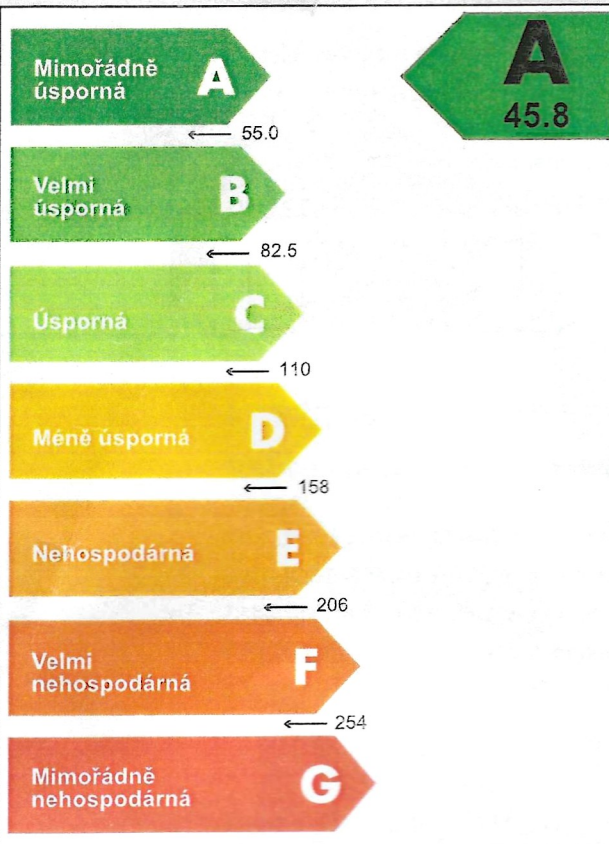 Mimořádně
úsporná
A
55.0
A
45.8
Velmi
úsporná
B
82.5
Úsporná
C
110
Méně úsporná
D
158
Nehospodárná
E
206
Velmi
nehospodárná
F
254
Mimořádně
nehospodárná
G